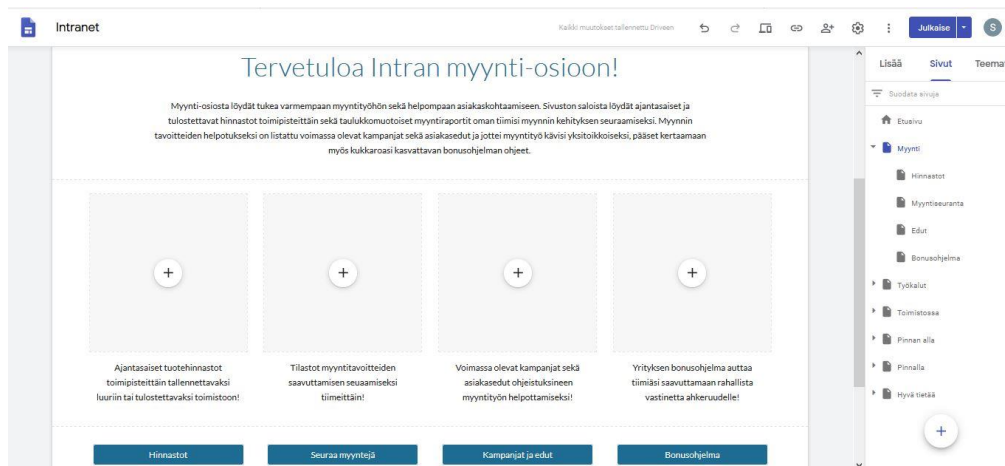 Intranet
Kaikki muutokset tallennettu Driveen
Julkaise
S
Tervetuloa Intran myynti-osioon!
Myynti-osiosta löydät tukea varmempaan myyntityöhön sekä helpompaan asiakaskohtaamiseen. Sivuston saloista löydät ajantasaiset ja
tulostettavat hinnastot toimipisteittäin sekä taulukkomuotoiset myyntiraportit oman tiimisi myynnin kehityksen seuraamiseksi. Myynnin
tavoitteiden helpotukseksi on listattu voimassa olevat kampanjat sekä asiakasedut ja jottei myyntityö kävisi yksitoikkoiseksi, pääset kertaamaan
myös kukkaroasi kasvattavan bonusohjelman ohjeet.
Ajantasaiset tuotehinnastot
toimipisteittäin tallennettavaksi
luuriin tai tulostettavaksi toimistoon!
Tilastot myyntitavoitteiden
saavuttamisen seuaamiseksi
tiimeittäin!
Voimassa olevat kampanjat sekä
asiakasedut ohjeistuksineen
myyntityön helpottamiseksi!
Yrityksen bonusohjelma auttaa
tiimiäsi saavuttamaan rahallista
vastinetta ahkeruudelle!
Hinnastot
Seuraa myyntejä
Kampanjat ja edut
Bonusohjelma
Lisää
Sivut
Teemat
Suodata sivuja
Etusivu
Myynti
Hinnastot
Myyntiseuranta
Edut
Bonusohjelma
Työkalut
Toimistossa
Pinnan alla
Pinnalla
Hyvä tietää